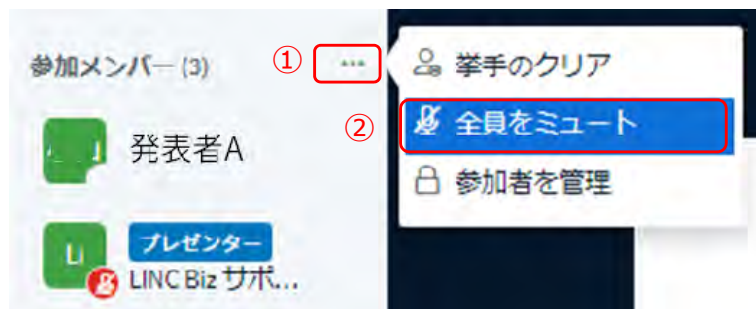 参加メンバー (3)
① ...
挙手のクリア
② 全員をミュート
参加者を管理
発表者A
プレゼンター
Li
LINC Biz サポ...